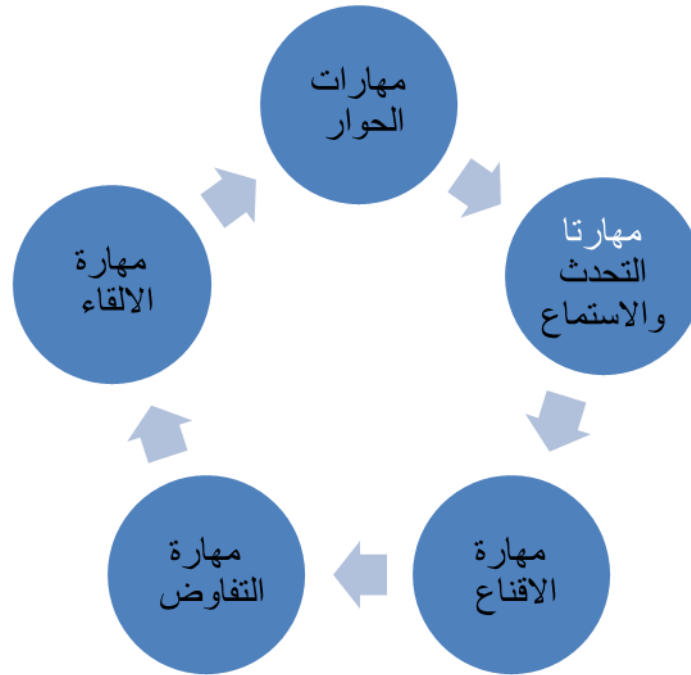 مهارات
الحوار
مهارتا
التحدث
والاستماع
مهارة
الاقناع
مهارة
التفاوض
مهارة
الالقاء